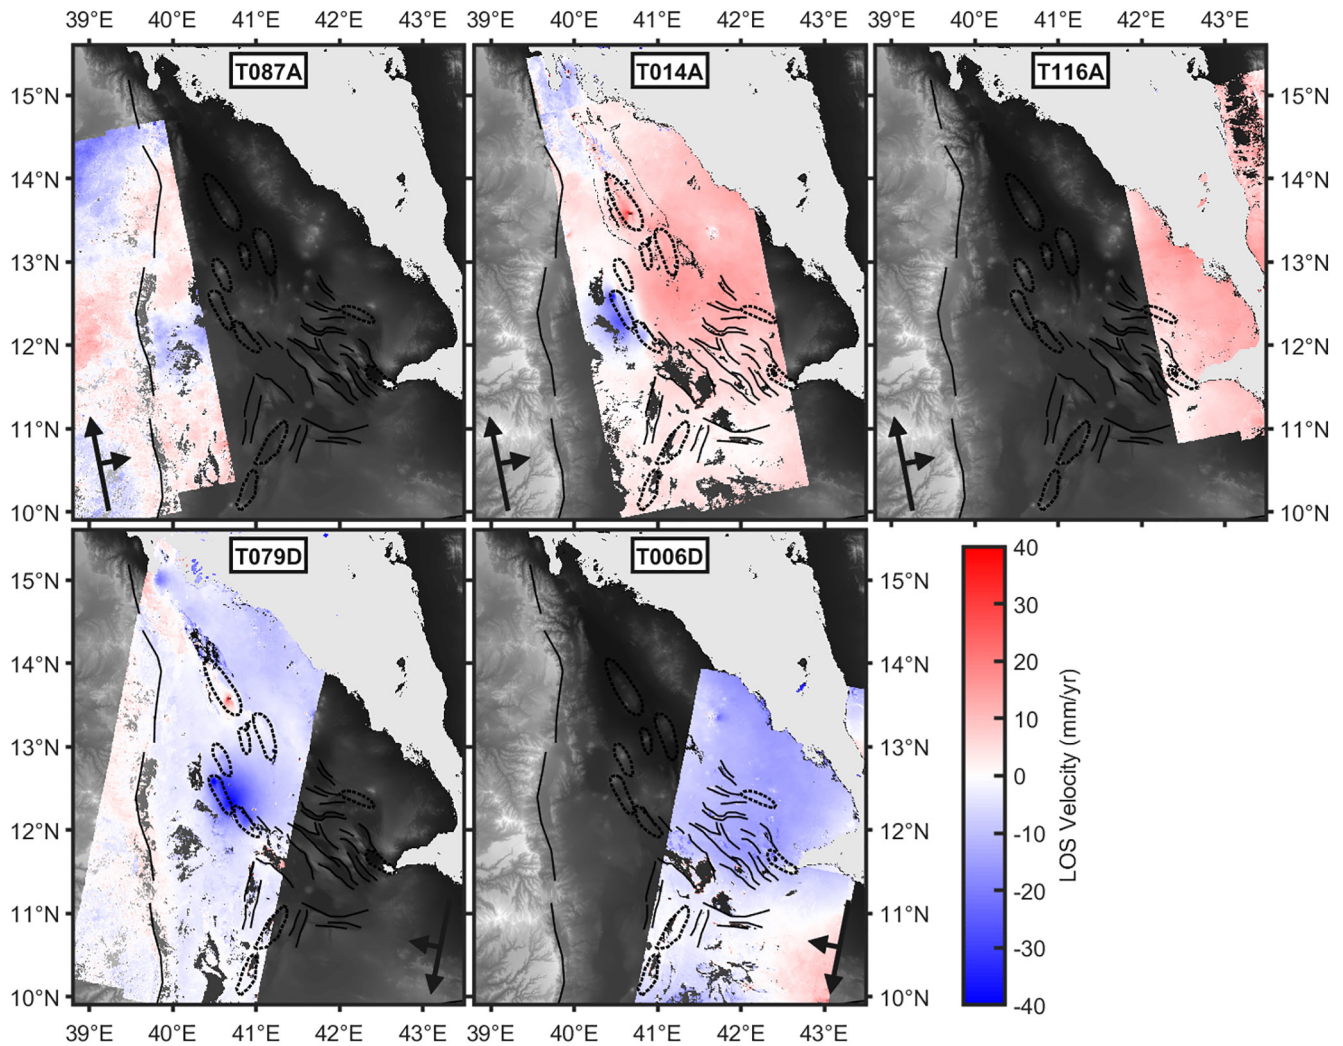 39°E 40°E 41°E 42°E 43°E 39°E 40°E 41°E 42°E 43°E 39°E 40°E 41°E 42°E 43°E
T087A T014A T116A
15°N 15°N
14°N 14°N
13°N 13°N
12°N 12°N
11°N 11°N
10°N 10°N
T079D T006D
40
15°N 15°N 30
14°N 14°N 20
10
13°N 13°N 0
12°N 12°N -10
-20
11°N 11°N -30
10°N 10°N -40
LOS Velocity (mm/yr)
39°E 40°E 41°E 42°E 43°E 39°E 40°E 41°E 42°E 43°E